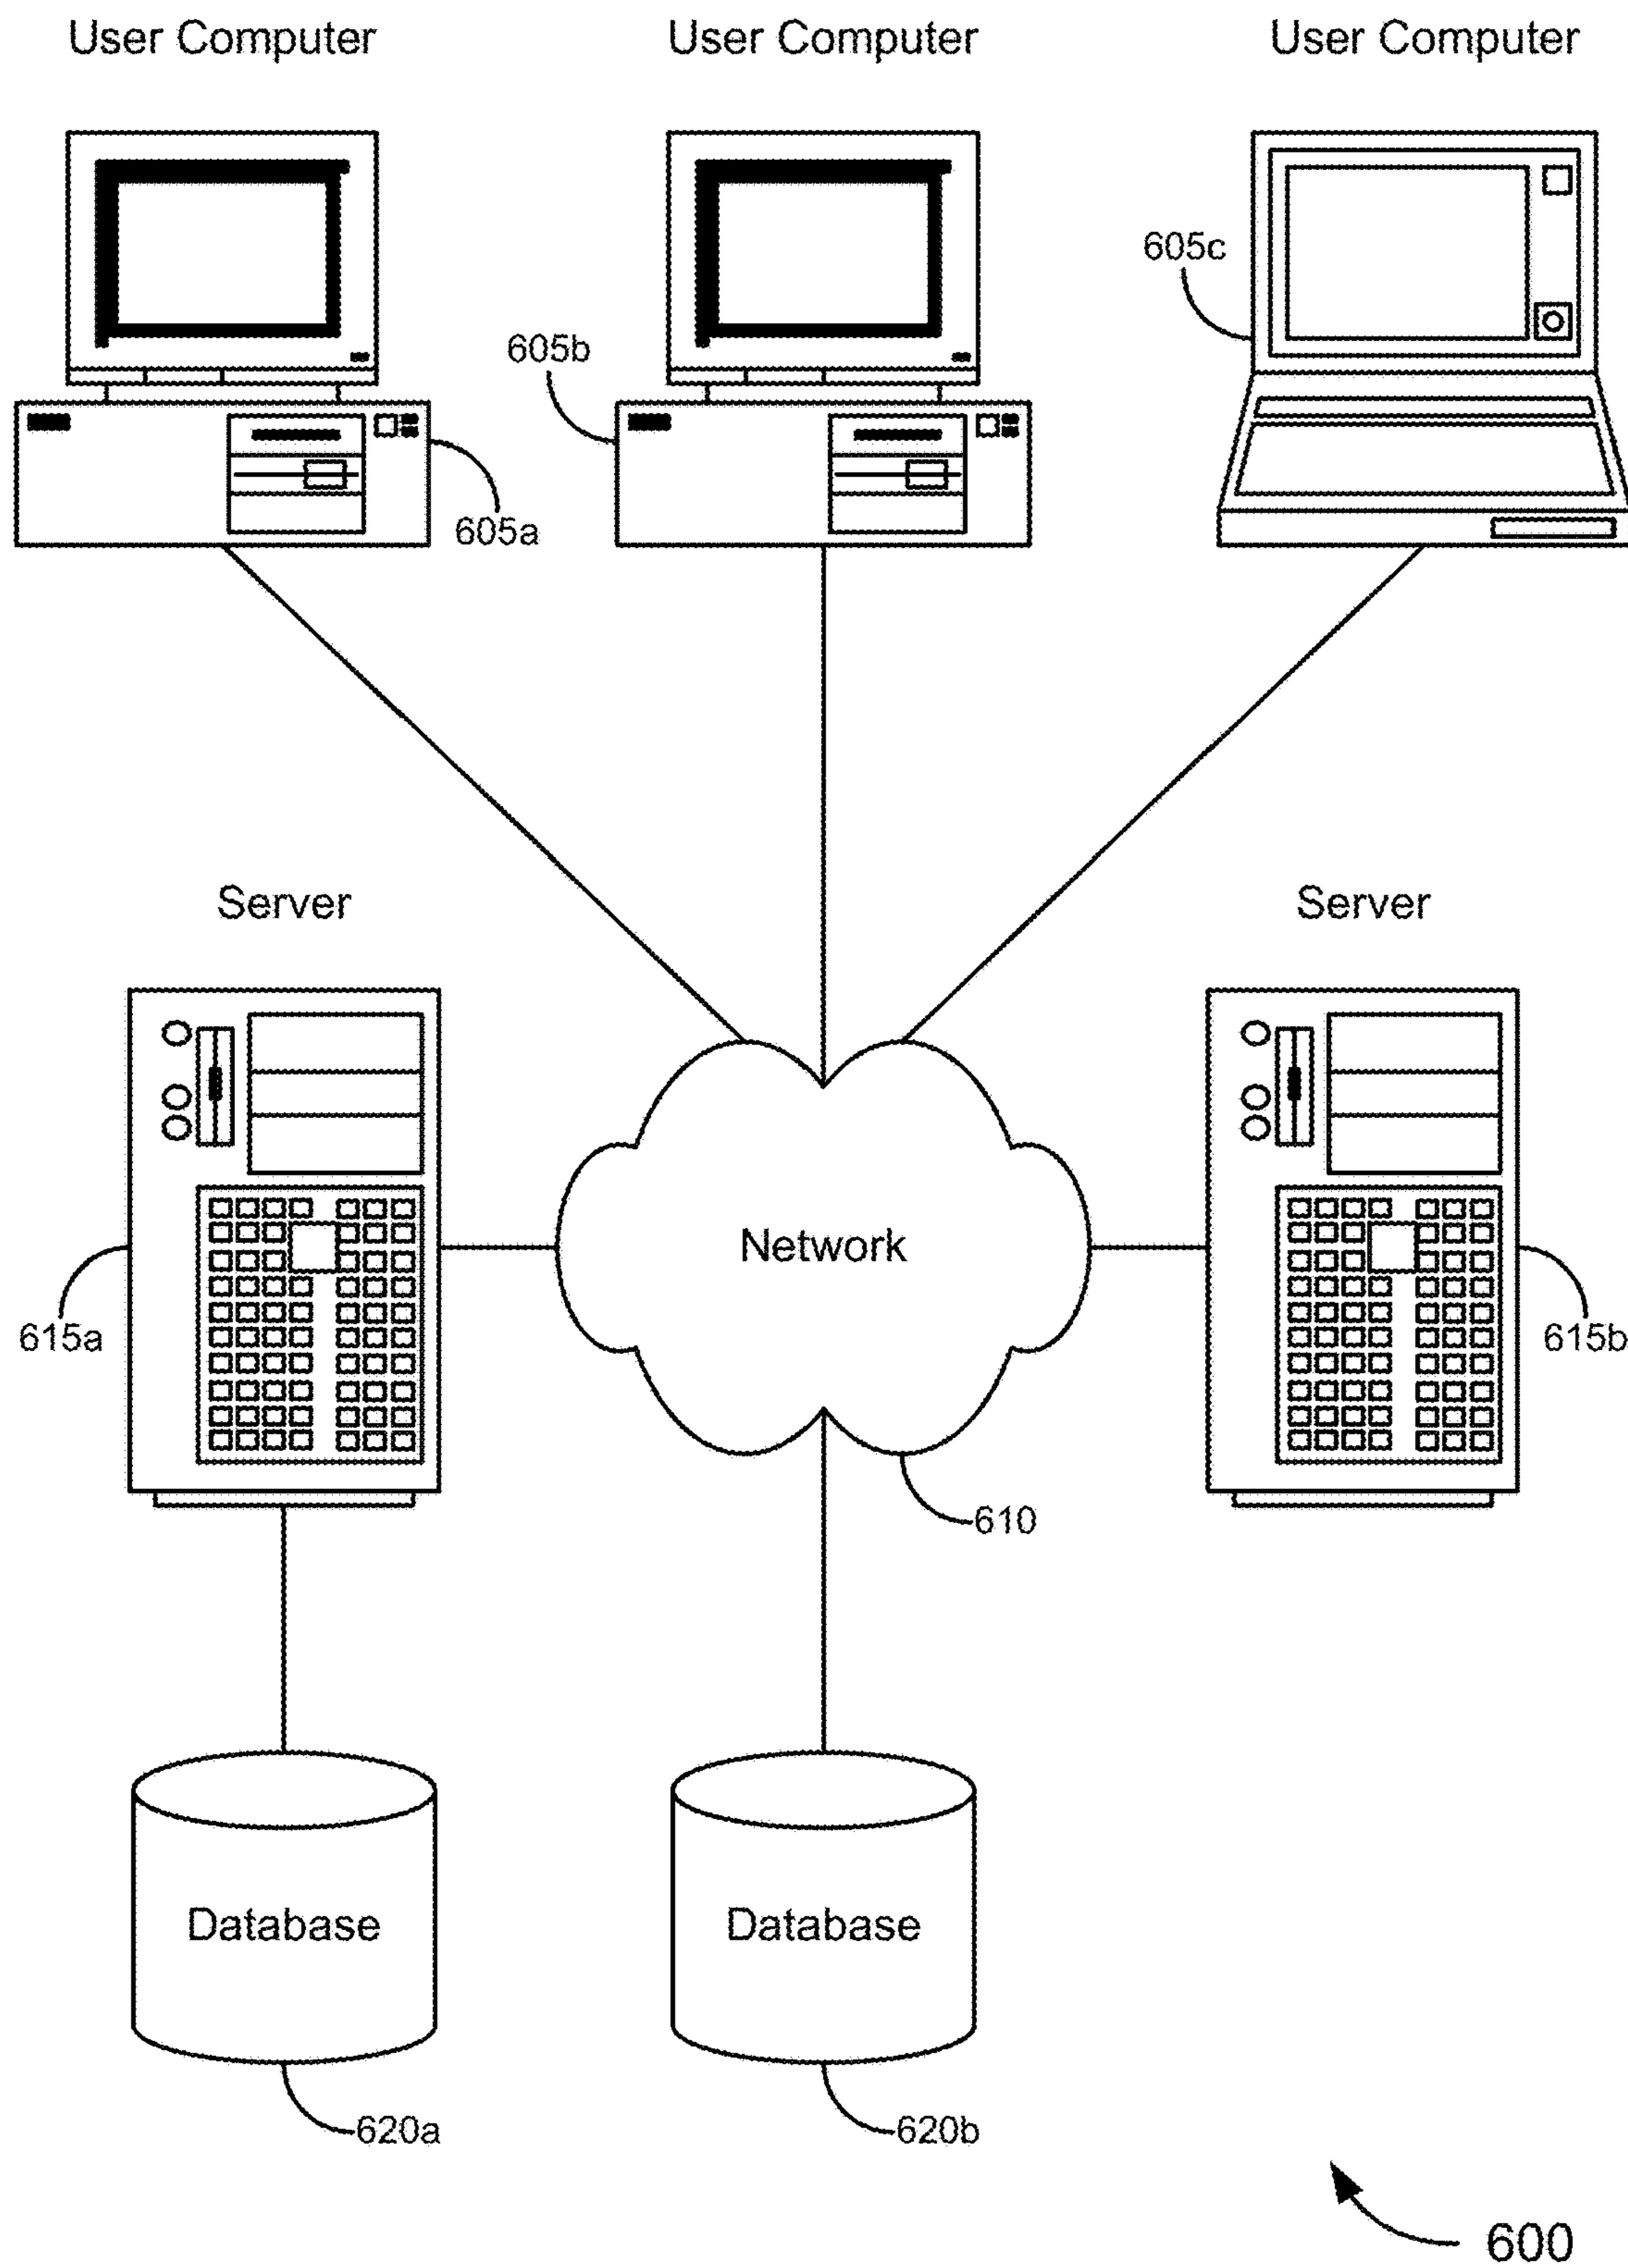 User Computer
User Computer
User Computer
605c
605b
605a
Server
Server
Network
615a
615b
610
Database
Database
620a
620b
600